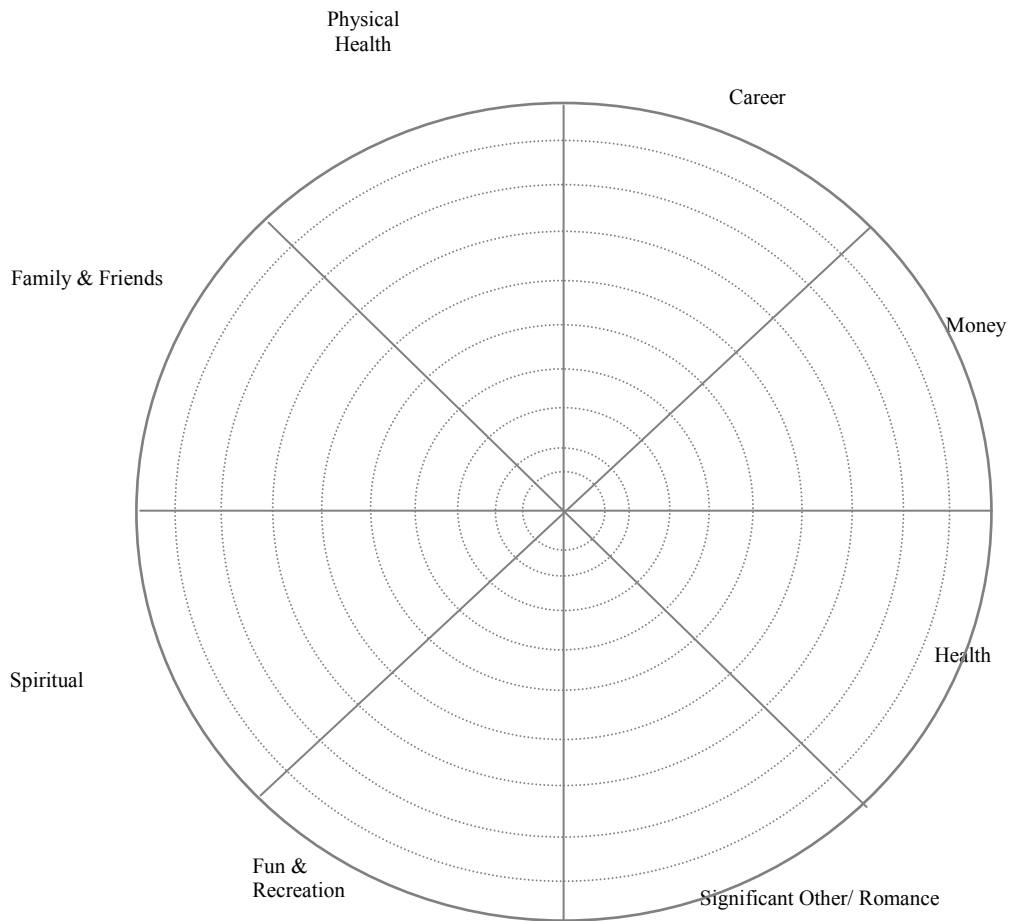 Physical
Health
Career
Family & Friends
Money
Health
Spiritual
Fun &
Recreation
Significant Other/ Romance